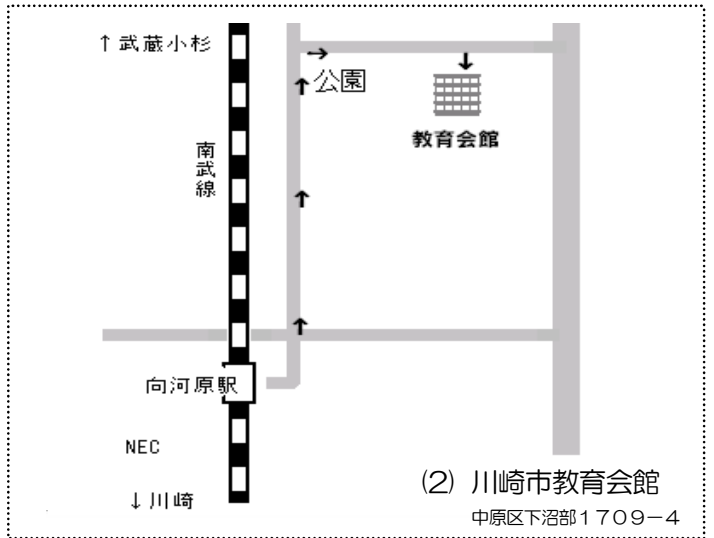 ↑武蔵小杉
→
公園
教育会館
南武線
向河原駅
NEC
↓川崎
(2) 川崎市教育会館
中原区下沼部1709-4